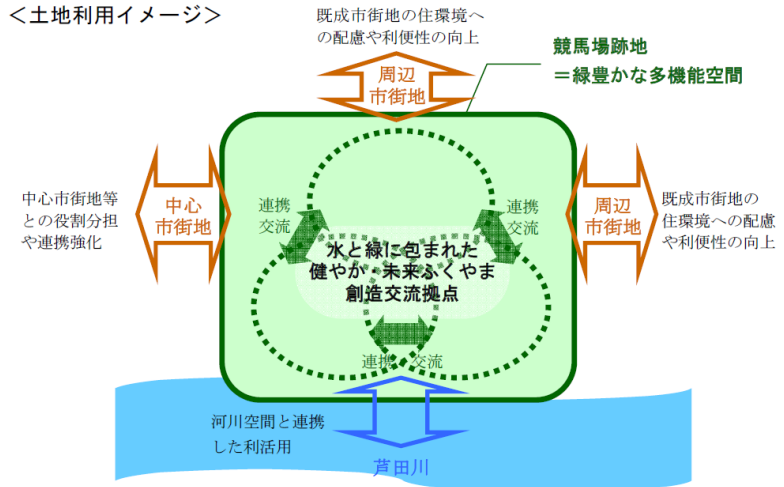 ＜土地利用イメージ＞
既成市街地の住環境へ
の配慮や利便性の向上
周辺
市街地
競馬場跡地
＝緑豊かな多機能空間
中心市街地等
との役割分担
や連携強化
中心
市街地
連携
交流
連携
交流
周辺
市街地
既成市街地の
住環境への配慮
や利便性の向上
水と緑に包まれた
健やか・未来ふくやま
創造交流拠点
連携 交流
河川空間と連携
した利活用
芦田川